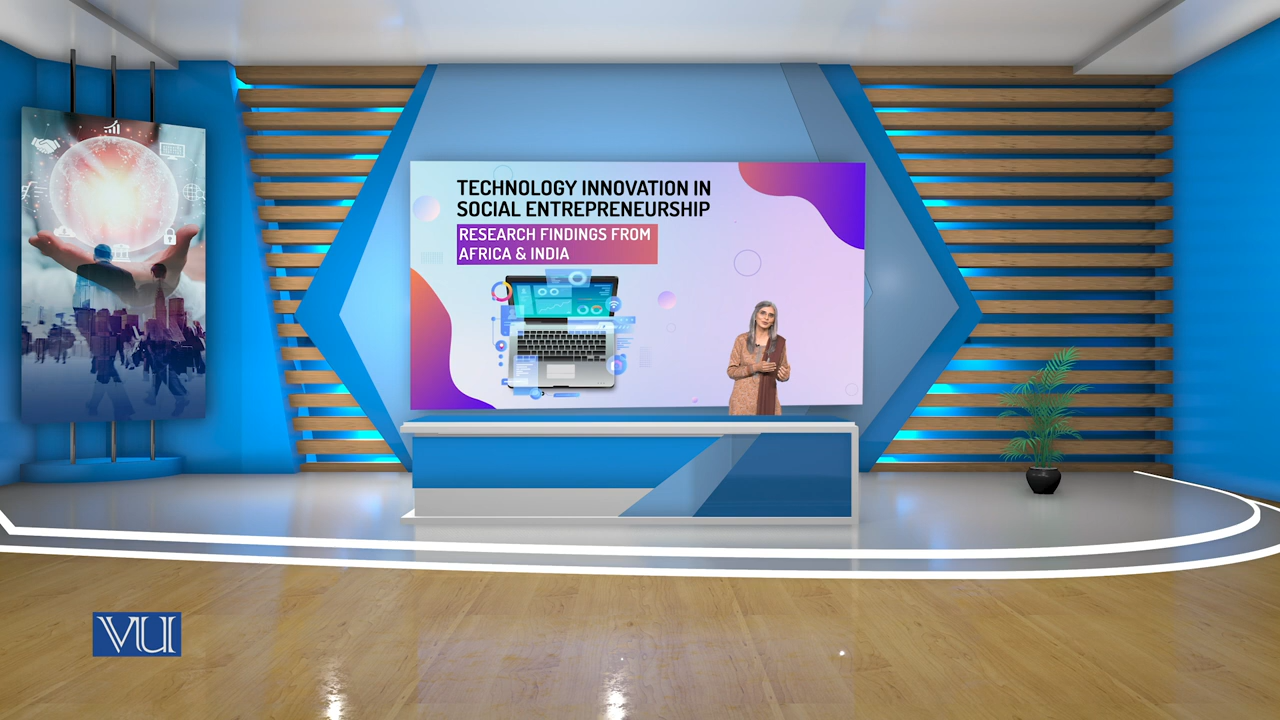 TECHNOLOGY INNOVATION IN
SOCIAL ENTREPRENEURSHIP
RESEARCH FINDINGS FROM
AFRICA & INDIA
VU